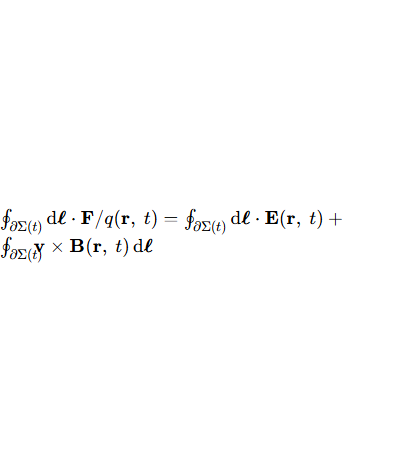 ∮∂Σ(t) dℓ · F/q(r, t) = ∮∂Σ(t) dℓ · E(r, t) +
∮∂Σ(t) v × B(r, t) dℓ